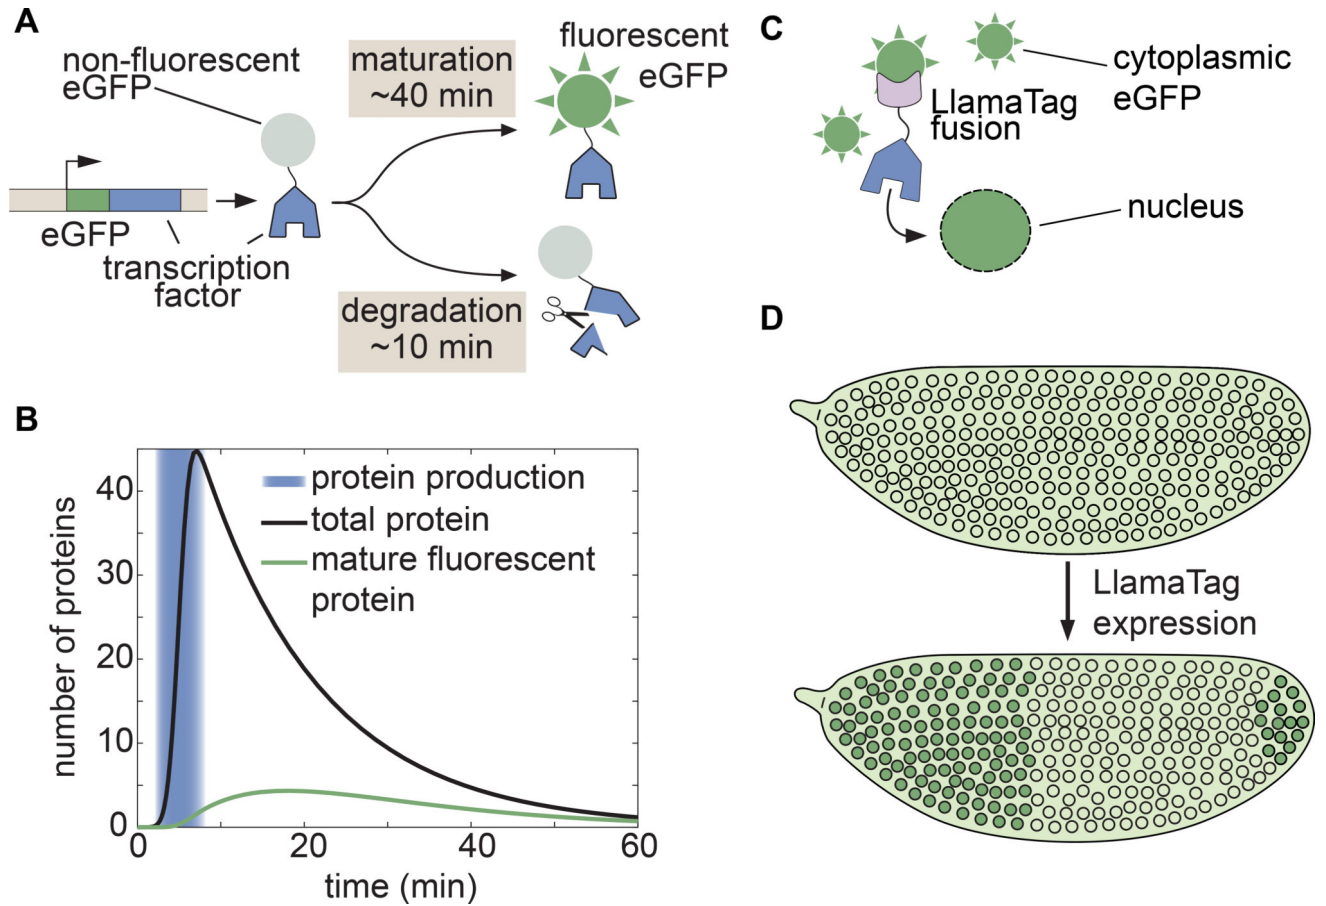 A
non-fluorescent
eGFP
maturation
~40 min
fluorescent
eGFP
eGFP
transcription
factor
degradation
~10 min
B
number of proteins
40
30
20
10
0
0
20
40
60
time (min)
protein production
total protein
mature fluorescent
protein
C
cytoplasmic
eGFP
LlamaTag
fusion
nucleus
D
LlamaTag
expression